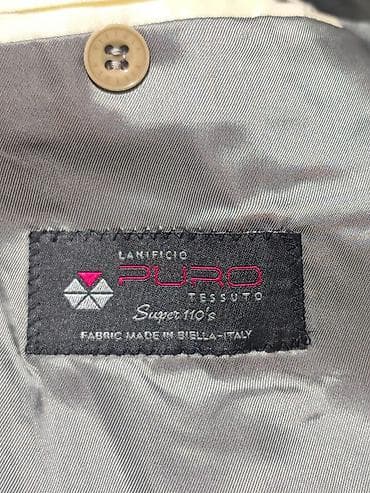 LANIFICIO
PURO
TESSUTO
Super 110's
FABRIC MADE IN BIELLA-ITALY